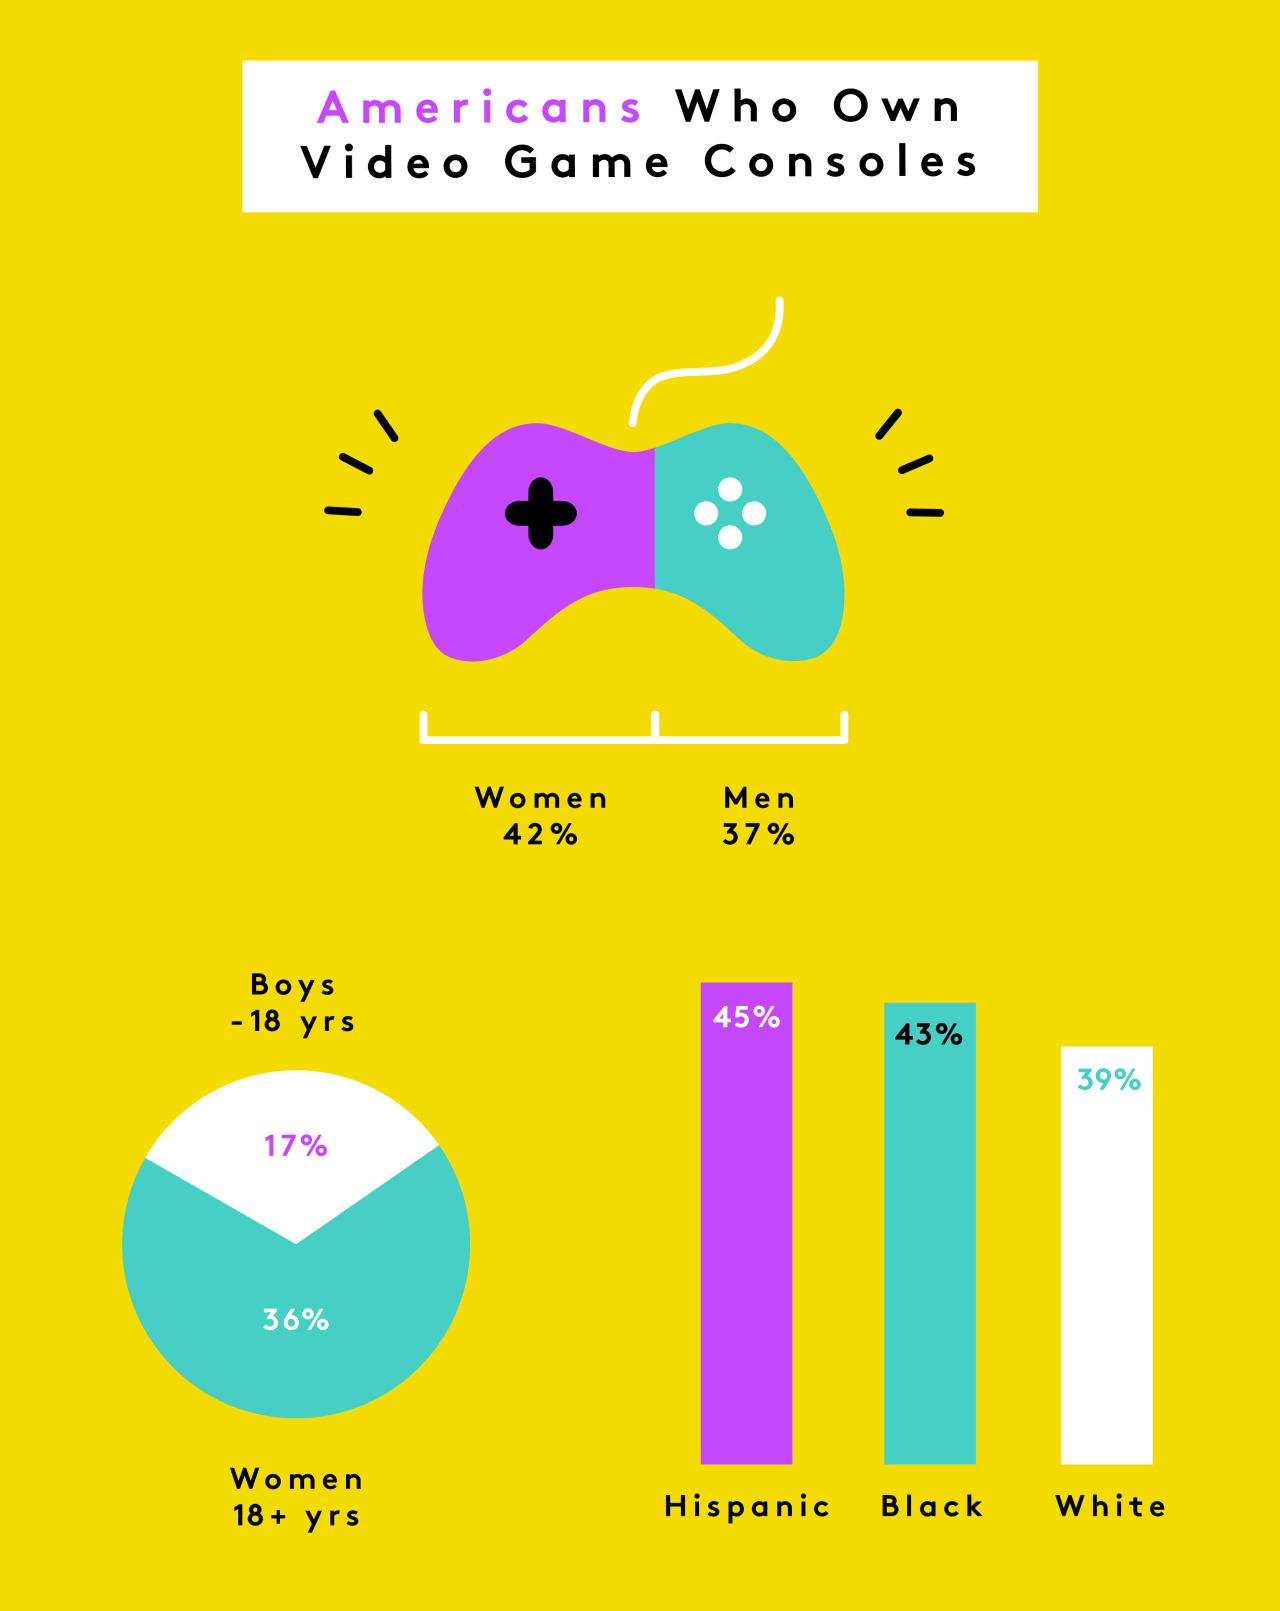 Americans Who Own
Video Game Consoles
Women
42%
Men
37%
Boys
-18 yrs
17%
36%
Women
18+ yrs
45%
43%
39%
Hispanic
Black
White